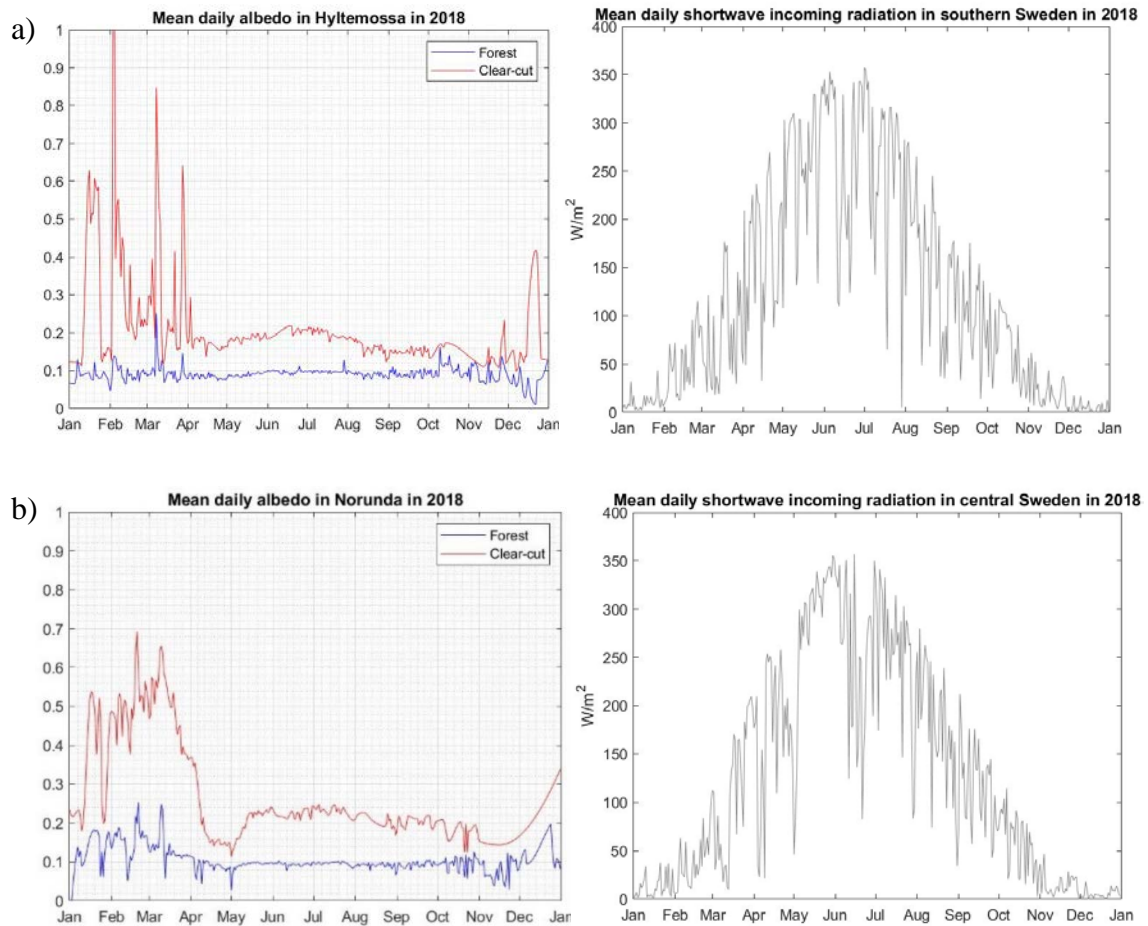 a)
Mean daily albedo in Hyltemossa in 2018
1
0.9
0.8
0.7
0.6
0.5
0.4
0.3
0.2
0.1
0
Jan Feb Mar Apr May Jun Jul Aug Sep Oct Nov Dec Jan
Forest
Clear-cut
Mean daily shortwave incoming radiation in southern Sweden in 2018
400
350
300
250
200
150
100
50
0
W/m²
Jan Feb Mar Apr May Jun Jul Aug Sep Oct Nov Dec Jan
b)
Mean daily albedo in Norunda in 2018
1
0.9
0.8
0.7
0.6
0.5
0.4
0.3
0.2
0.1
0
Jan Feb Mar Apr May Jun Jul Aug Sep Oct Nov Dec Jan
Forest
Clear-cut
Mean daily shortwave incoming radiation in central Sweden in 2018
400
350
300
250
200
150
100
50
0
W/m²
Jan Feb Mar Apr May Jun Jul Aug Sep Oct Nov Dec Jan